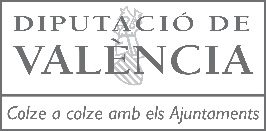 DIPUTACIÓ DE
VALÈNCIA
Colze a colze amb els Ajuntaments